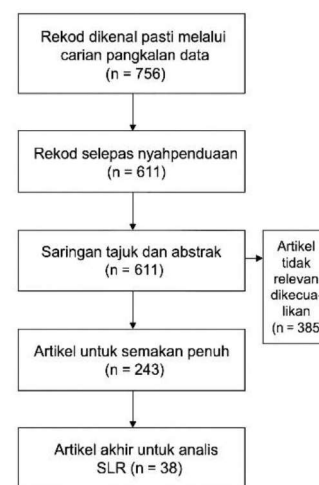 Rekod dikenal pasti melalui
carian pangkalan data
(n = 756)
Rekod selepas nyahpenduaan
(n = 611)
Saringan tajuk dan abstrak
(n = 611)
Artikel
tidak
relevan
dikecua-
likan
(n = 385)
Artikel untuk semakan penuh
(n = 243)
Artikel akhir untuk analis
SLR (n = 38)